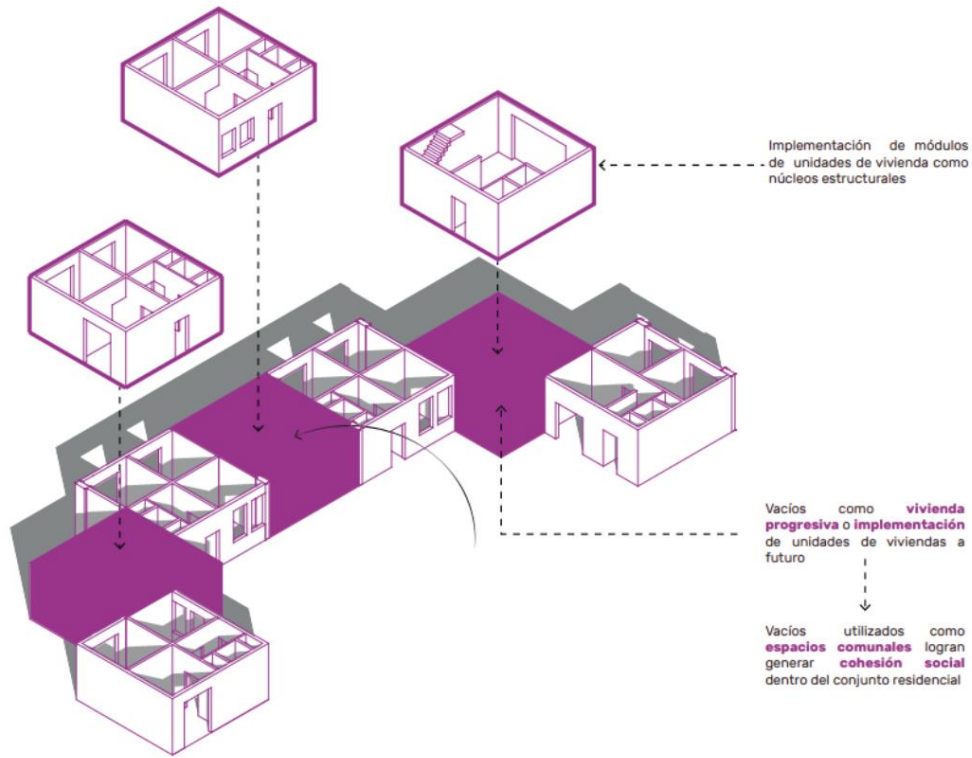 Implementación de módulos
de unidades de vivienda como
núcleos estructurales
Vacíos como vivienda
progresiva o implementación
de unidades de viviendas a
futuro
Vacíos utilizados como
espacios comunales logran
generar cohesión social
dentro del conjunto residencial